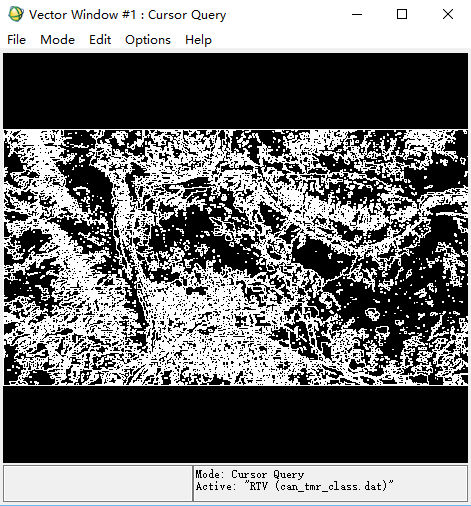 Vector Window #1 : Cursor Query
File Mode Edit Options Help
Mode: Cursor Query
Active: "RTV (can_tmr_class.dat)"